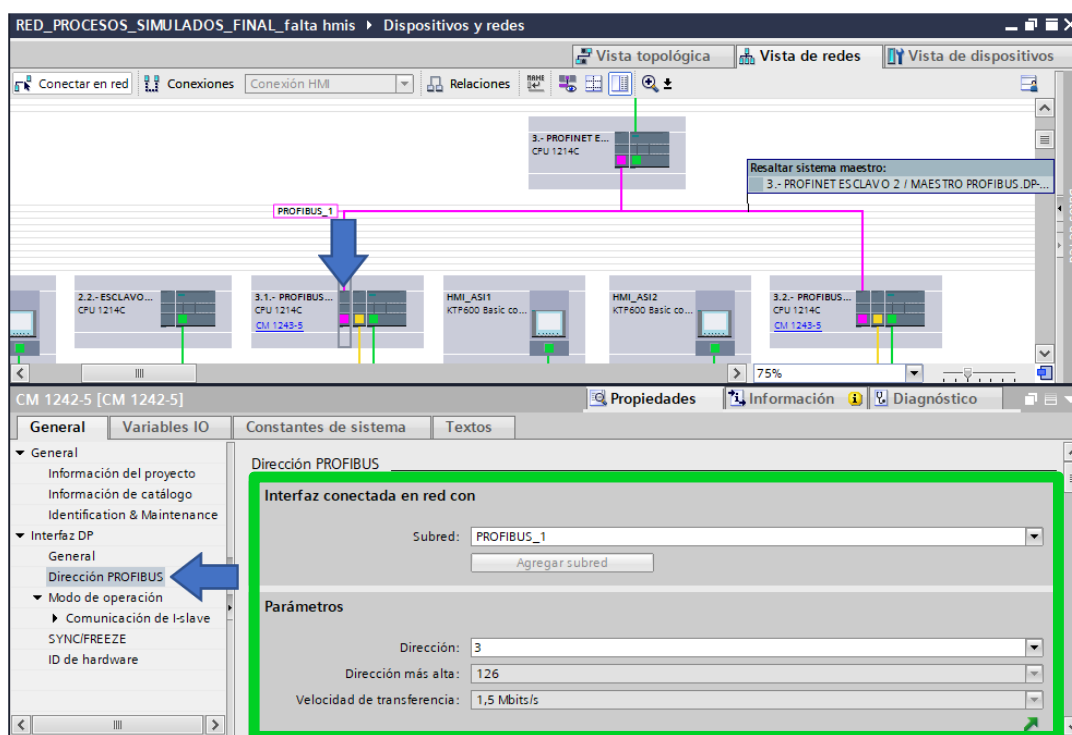 RED_PROCESOS_SIMULADOS_FINAL_falta hmis ▸ Dispositivos y redes
Vista topológica
Vista de redes
Vista de dispositivos
Conectar en red
Conexiones
Conexión HMI
Relaciones
3.- PROFINET E...
CPU 1214C
Resaltar sistema maestro:
3.- PROFINET ESCLAVO 2 / MAESTRO PROFIBUS.DP-...
PROFIBUS_1
2.2.- ESCLAVO...
CPU 1214C
3.1.- PROFIBUS...
CPU 1214C
CM 1243-5
HMI_ASI1
KTP600 Basic co...
HMI_ASI2
KTP600 Basic co...
3.2.- PROFIBUS...
CPU 1214C
CM 1243-5
75%
CM 1242-5 [CM 1242-5]
Propiedades
Información
Diagnóstico
General
Variables IO
Constantes de sistema
Textos
General
Información del proyecto
Información de catálogo
Identification & Maintenance
Interfaz DP
General
Dirección PROFIBUS
Modo de operación
Comunicación de I-slave
SYNC/FREEZE
ID de hardware
Dirección PROFIBUS
Interfaz conectada en red con
Subred: PROFIBUS_1
Agregar subred
Parámetros
Dirección: 3
Dirección más alta: 126
Velocidad de transferencia: 1,5 Mbits/s